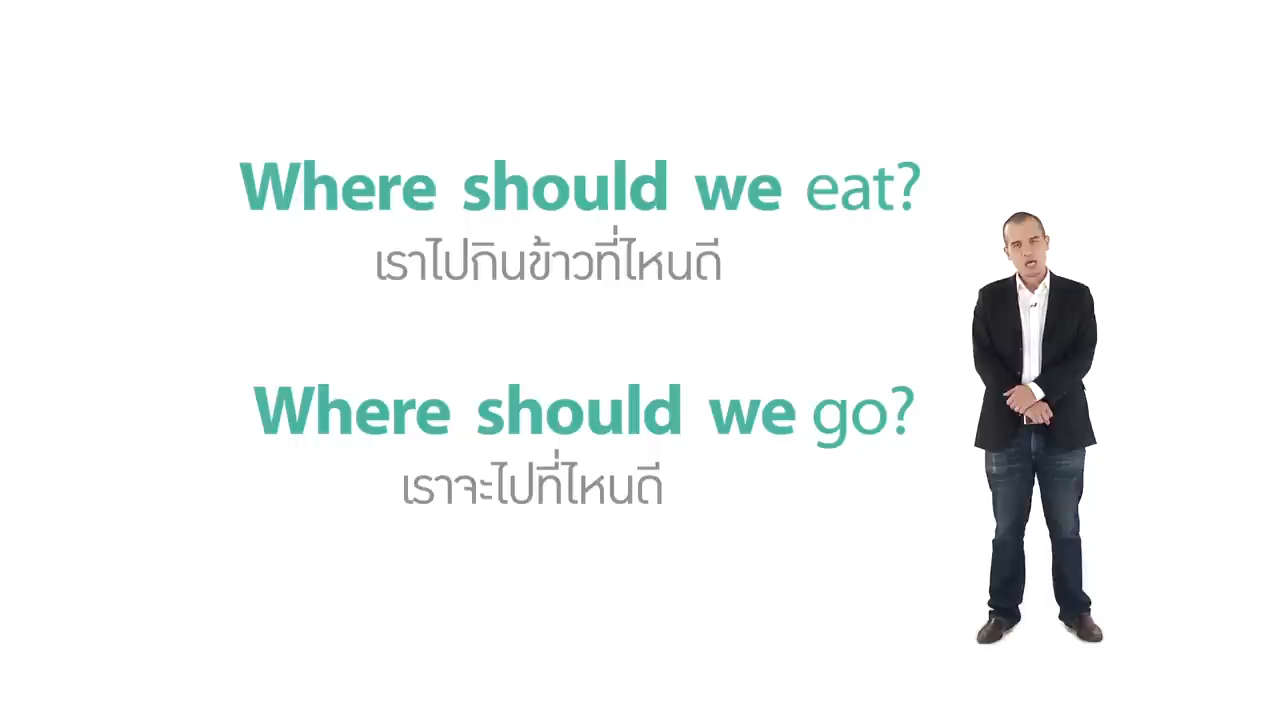 Where should we eat?
เราไปกินข้าวที่ไหนดี
Where should we go?
เราจะไปที่ไหนดี